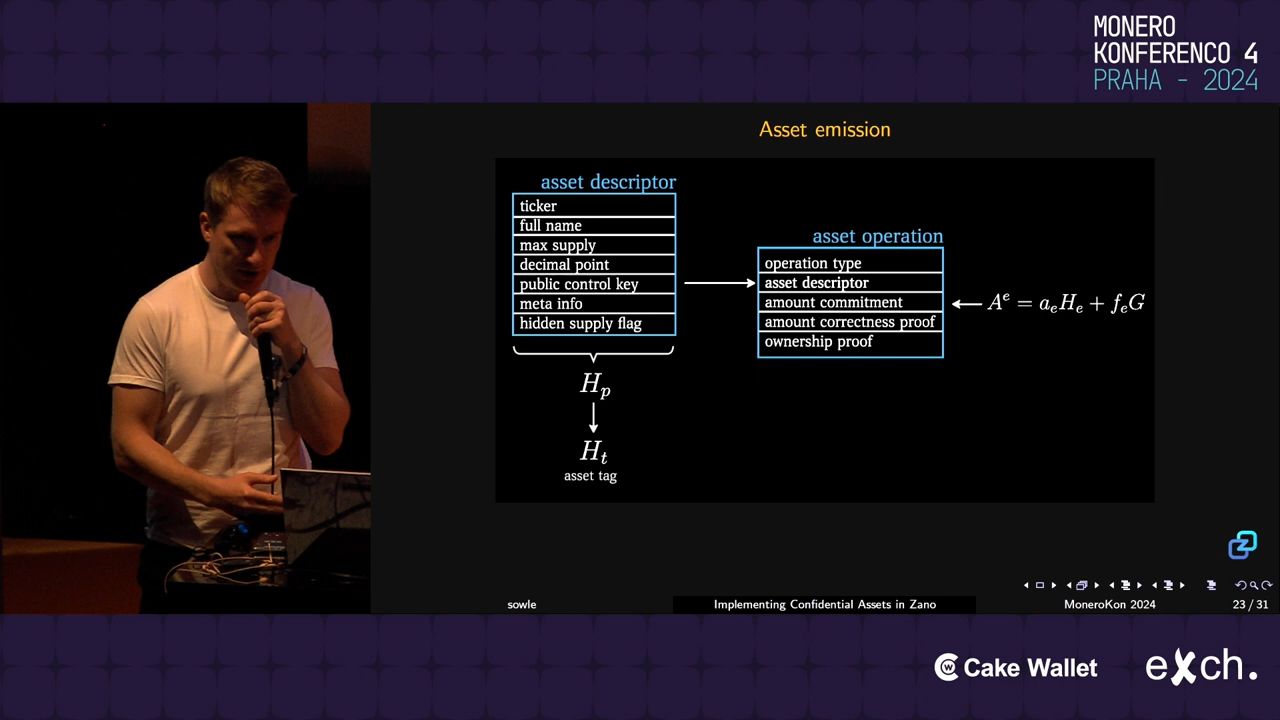 MONERO
KONFERENCO 4
PRAHA - 2024
Asset emission
asset descriptor
ticker
full name
max supply
decimal point
public control key
meta info
hidden supply flag
H_p
H_t
asset tag
asset operation
operation type
asset descriptor
amount commitment
amount correctness proof
ownership proof
A^e = a_e H_e + f_e G
sowle
Implementing Confidential Assets in Zano
MoneroKon 2024
23 / 31
Cake Wallet
eXch.